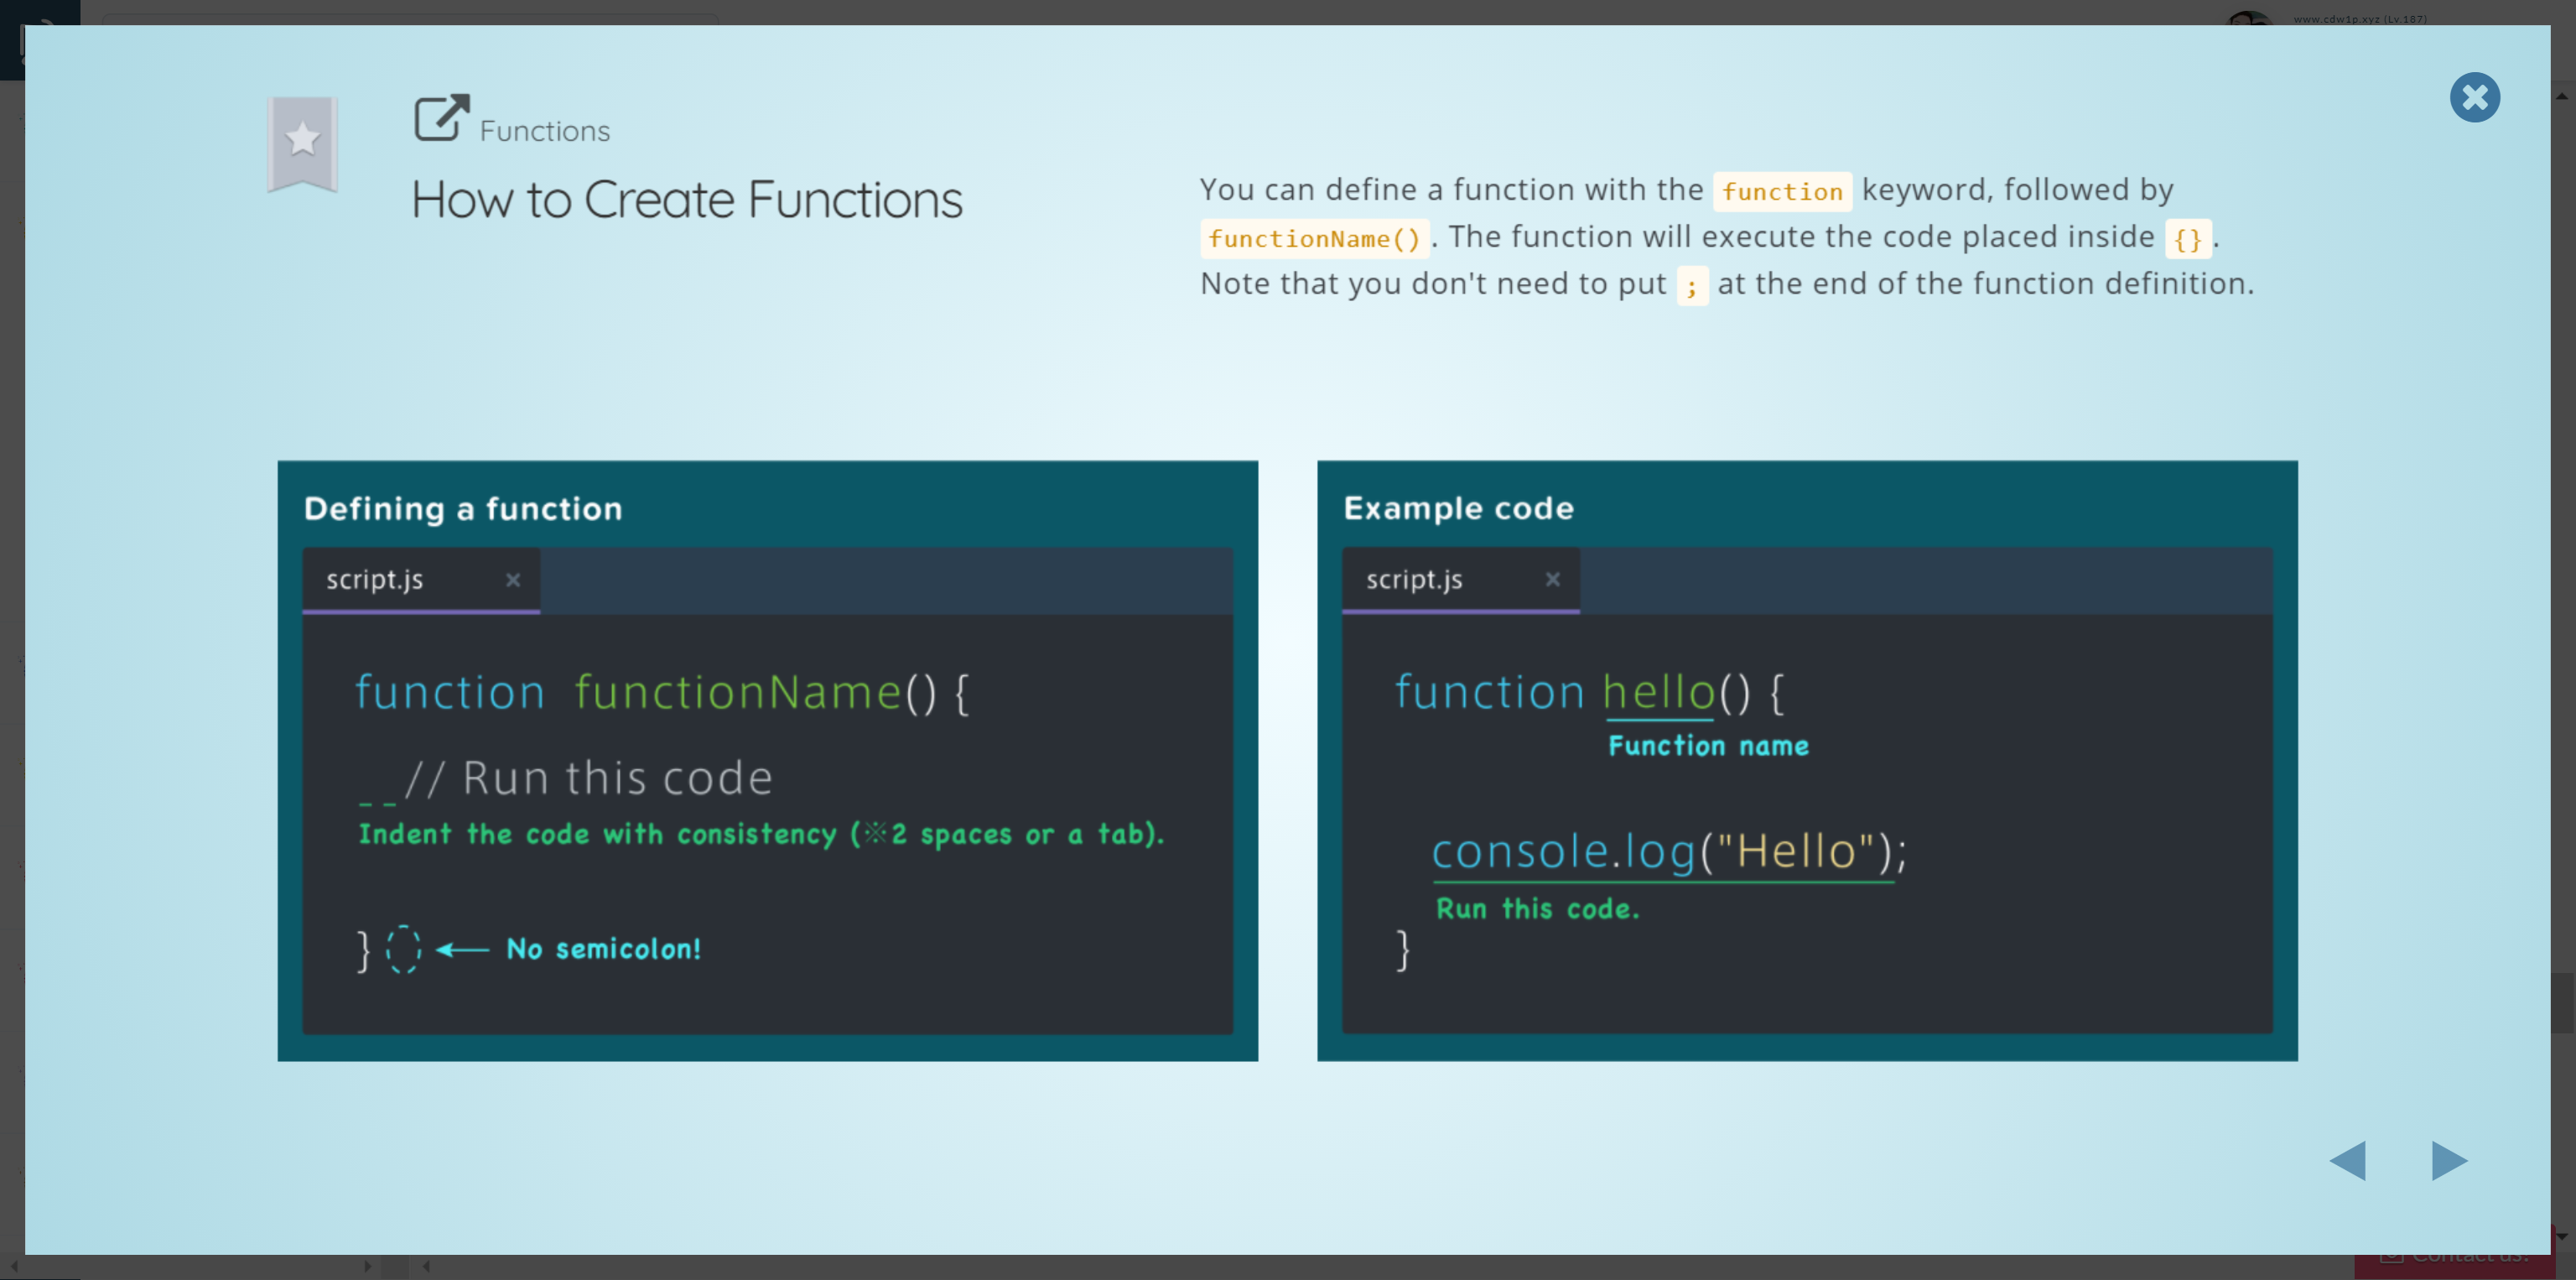 www.cdw1p.xyz (Lv.187)
Functions
How to Create Functions
You can define a function with the function keyword, followed by
functionName(). The function will execute the code placed inside {}.
Note that you don't need to put ; at the end of the function definition.
Defining a function
script.js ×
function functionName() {
__// Run this code
Indent the code with consistency (※2 spaces or a tab).
} ← No semicolon!
Example code
script.js ×
function hello() {
Function name
console.log("Hello");
Run this code.
}
Contact us!